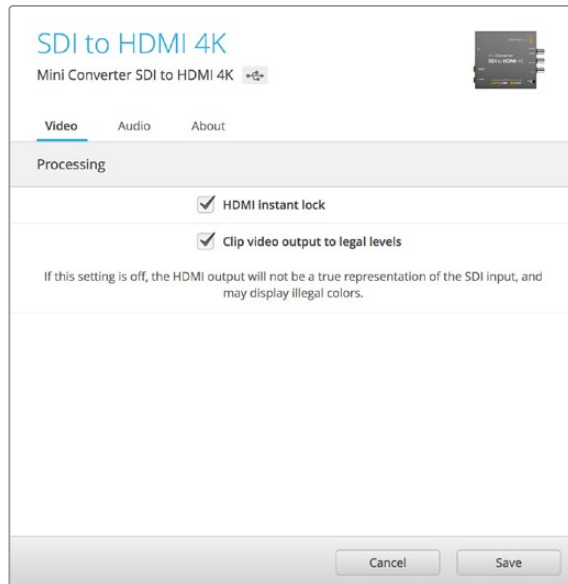 SDI to HDMI 4K
Mini Converter SDI to HDMI 4K
Video Audio About
Processing
HDMI instant lock
Clip video output to legal levels
If this setting is off, the HDMI output will not be a true representation of the SDI input, and
may display illegal colors.
Cancel Save